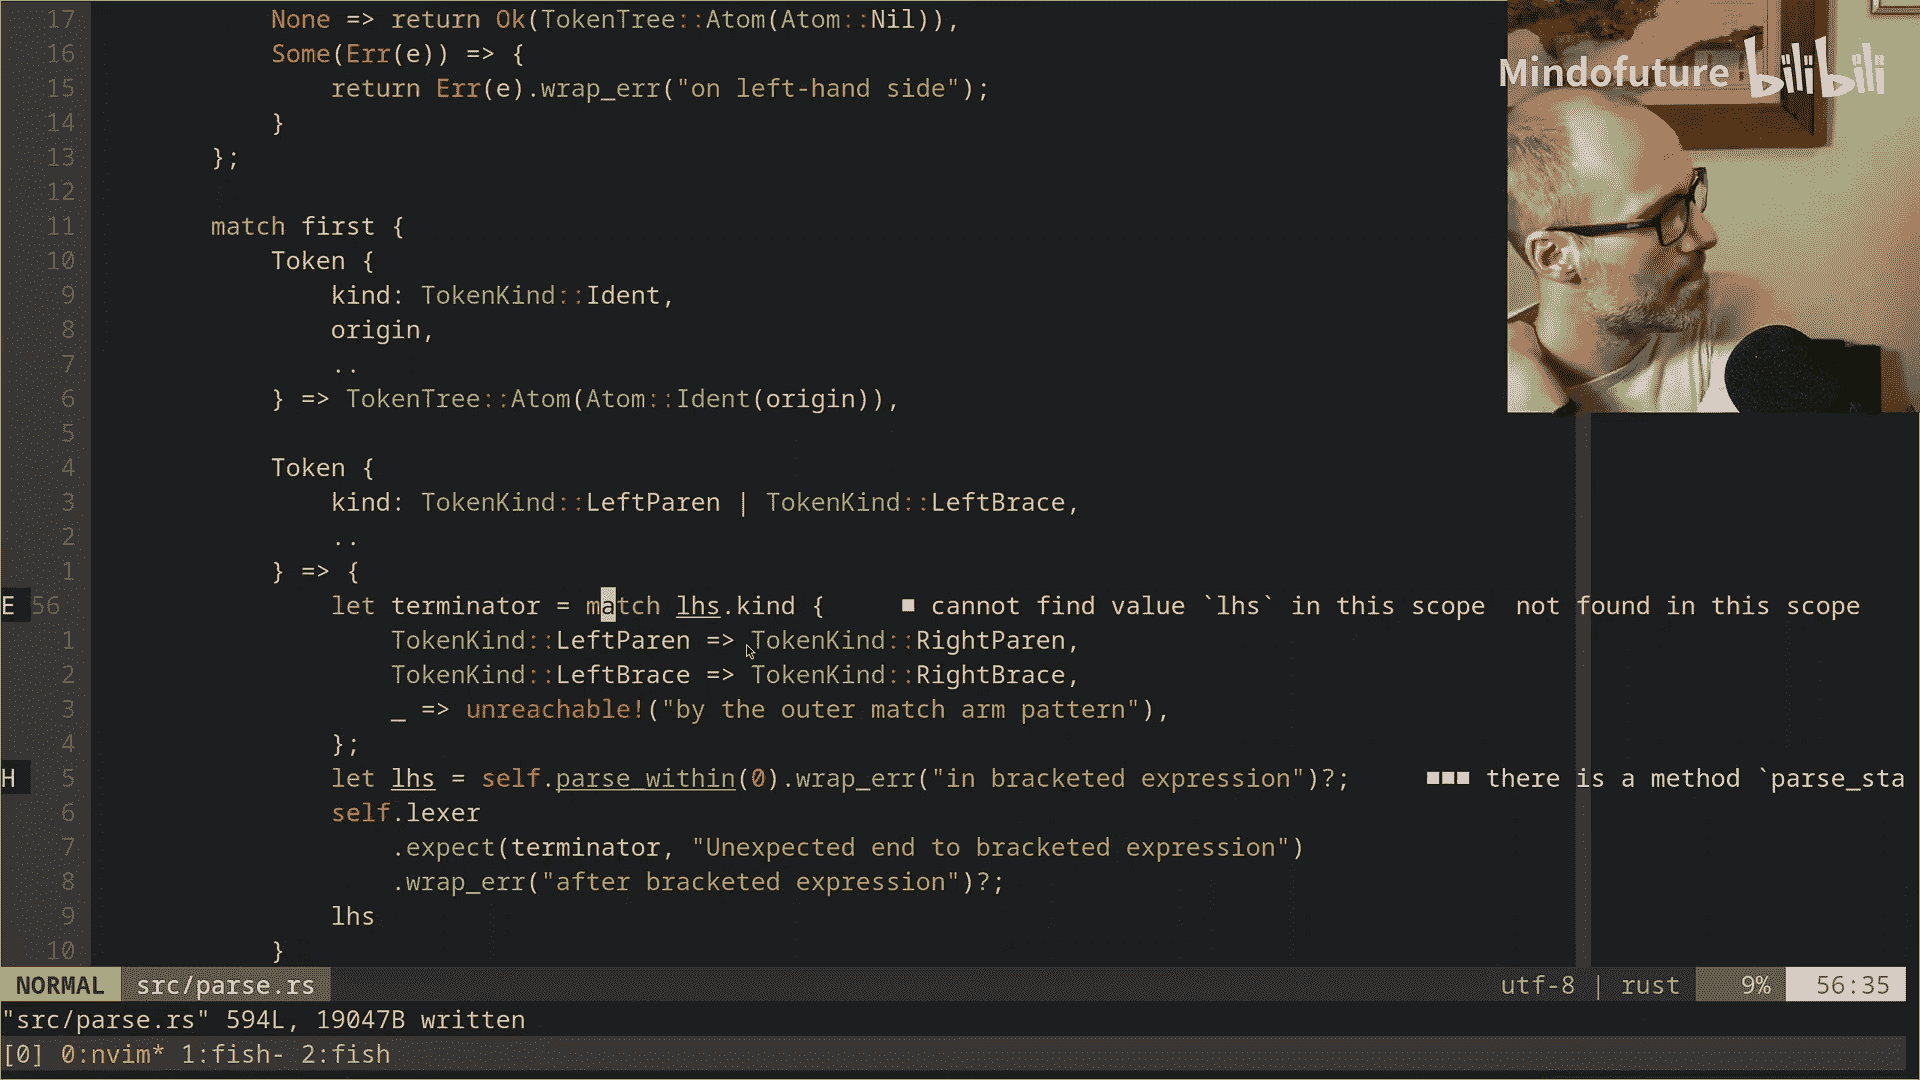 17 None => return Ok(TokenTree::Atom(Atom::Nil)),
16 Some(Err(e)) => {
15 return Err(e).wrap_err("on left-hand side");
14 }
13 };
12
11 match first {
10 Token {
9 kind: TokenKind::Ident,
8 origin,
7 ..
6 } => TokenTree::Atom(Atom::Ident(origin)),
5
4 Token {
3 kind: TokenKind::LeftParen | TokenKind::LeftBrace,
2 ..
1 } => {
E 56 let terminator = match lhs.kind { ■ cannot find value `lhs` in this scope not found in this scope
1 TokenKind::LeftParen => TokenKind::RightParen,
2 TokenKind::LeftBrace => TokenKind::RightBrace,
3 _ => unreachable!("by the outer match arm pattern"),
4 };
H 5 let lhs = self.parse_within(0).wrap_err("in bracketed expression")?; ■■■ there is a method `parse_sta
6 self.lexer
7 .expect(terminator, "Unexpected end to bracketed expression")
8 .wrap_err("after bracketed expression")?;
9 lhs
10 }
NORMAL src/parse.rs utf-8 | rust 9% 56:35
"src/parse.rs" 594L, 19047B written
[0] 0:nvim* 1:fish- 2:fish
Mindofuture bilibili